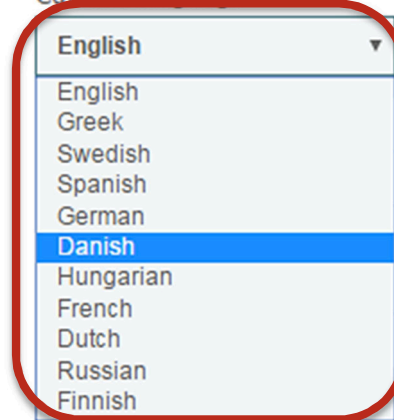 English ▼
English
Greek
Swedish
Spanish
German
Danish
Hungarian
French
Dutch
Russian
Finnish